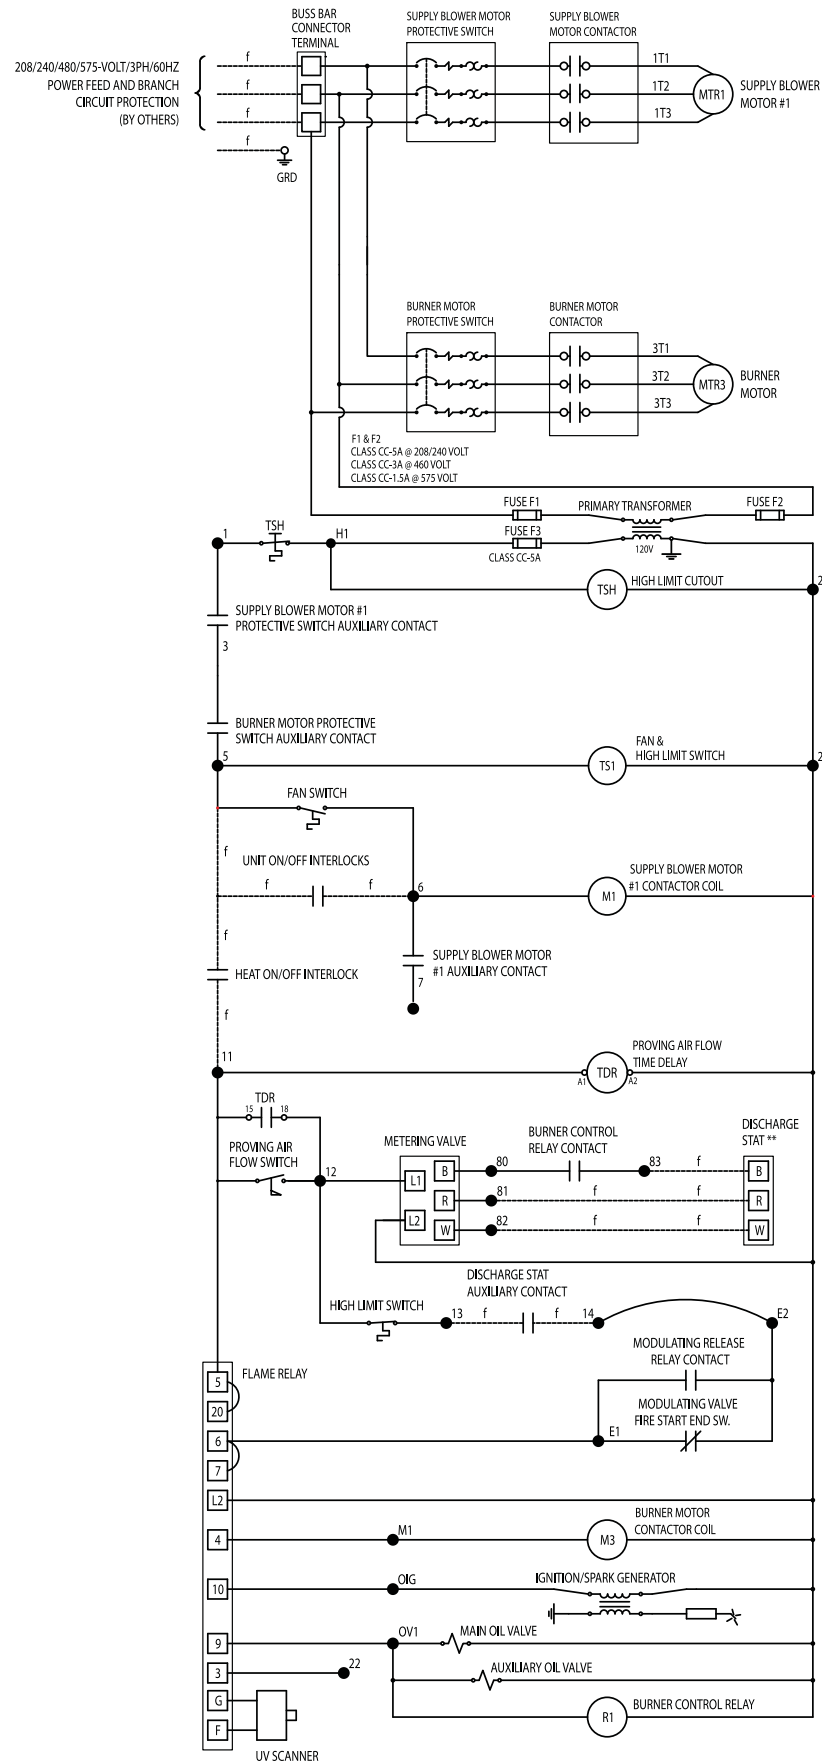 BUSS BAR
CONNECTOR
TERMINAL
SUPPLY BLOWER MOTOR
PROTECTIVE SWITCH
SUPPLY BLOWER
MOTOR CONTACTOR
208/240/480/575-VOLT/3PH/60HZ
POWER FEED AND BRANCH
CIRCUIT PROTECTION
(BY OTHERS)
f
f
f
f
GRD
1T1
1T2
1T3
MTR1
SUPPLY BLOWER
MOTOR #1
BURNER MOTOR
PROTECTIVE SWITCH
BURNER MOTOR
CONTACTOR
3T1
3T2
3T3
MTR3
BURNER
MOTOR
F1 & F2
CLASS CC-5A @ 208/240 VOLT
CLASS CC-3A @ 460 VOLT
CLASS CC-1.5A @ 575 VOLT
FUSE F1
PRIMARY TRANSFORMER
FUSE F2
1
TSH
H1
FUSE F3
CLASS CC-5A
120V
TSH
HIGH LIMIT CUTOUT
2
SUPPLY BLOWER MOTOR #1
PROTECTIVE SWITCH AUXILIARY CONTACT
3
BURNER MOTOR PROTECTIVE
SWITCH AUXILIARY CONTACT
5
TS1
FAN &
HIGH LIMIT SWITCH
2
FAN SWITCH
f
UNIT ON/OFF INTERLOCKS
f
f
6
M1
SUPPLY BLOWER MOTOR
#1 CONTACTOR COIL
f
SUPPLY BLOWER MOTOR
#1 AUXILIARY CONTACT
7
HEAT ON/OFF INTERLOCK
f
11
A1
TDR
A2
PROVING AIR FLOW
TIME DELAY
TDR
15
18
PROVING AIR
FLOW SWITCH
12
METERING VALVE
L1
L2
B
R
W
80
81
82
BURNER CONTROL
RELAY CONTACT
83
f
f
f
f
f
DISCHARGE
STAT **
B
R
W
HIGH LIMIT SWITCH
13
f
DISCHARGE STAT
AUXILIARY CONTACT
f
14
E2
MODULATING RELEASE
RELAY CONTACT
MODULATING VALVE
FIRE START END SW.
E1
FLAME RELAY
5
20
6
7
L2
4
M1
M3
BURNER MOTOR
CONTACTOR COIL
10
OIG
IGNITION/SPARK GENERATOR
9
OV1
MAIN OIL VALVE
3
22
AUXILIARY OIL VALVE
G
F
UV SCANNER
R1
BURNER CONTROL RELAY